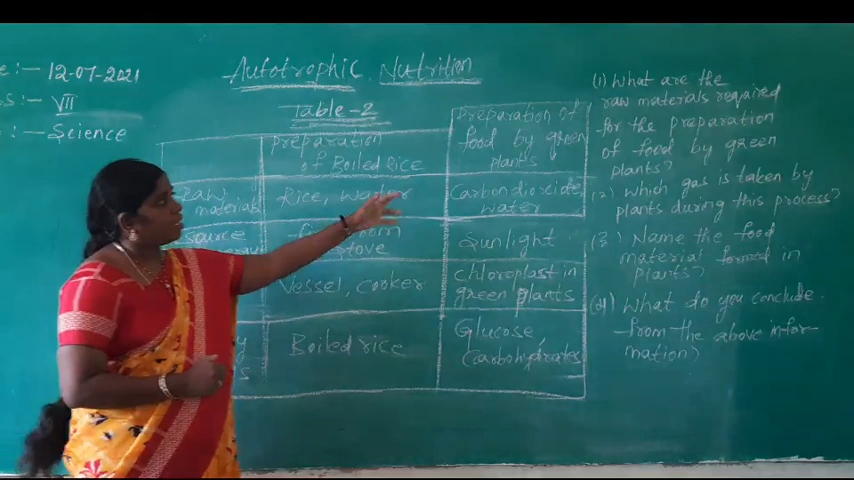 12-07-2021
VII
Science
Autotrophic Nutrition
Table-2
Preparation
of Boiled Rice
Preparation of
food by green
plants
Raw
materials
Rice, water
Carbondioxide
water
Source
stove
Sunlight
Vessel, cooker
chloroplast in
green plants
Boiled rice
Glucose
(carbohydrates
(1) What are the
raw materials required
for the preparation
of food by green
plants?
(2) Which gas is taken by
plants during this process?
(3) Name the food
material formed in
plants?
(4) What do you conclude
from the above infor-
mation?